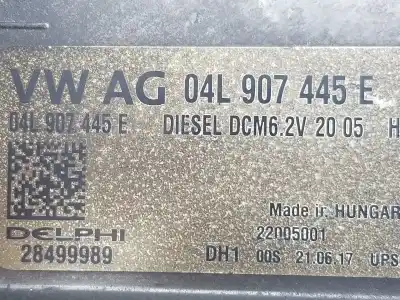 VW AG 04L 907 445 E
04L 907 445 E DIESEL DCM6.2V 20 05 H
Made in HUNGAR
DELPHI 22005001
28499989 DH1 00S 21.06.17 UPS